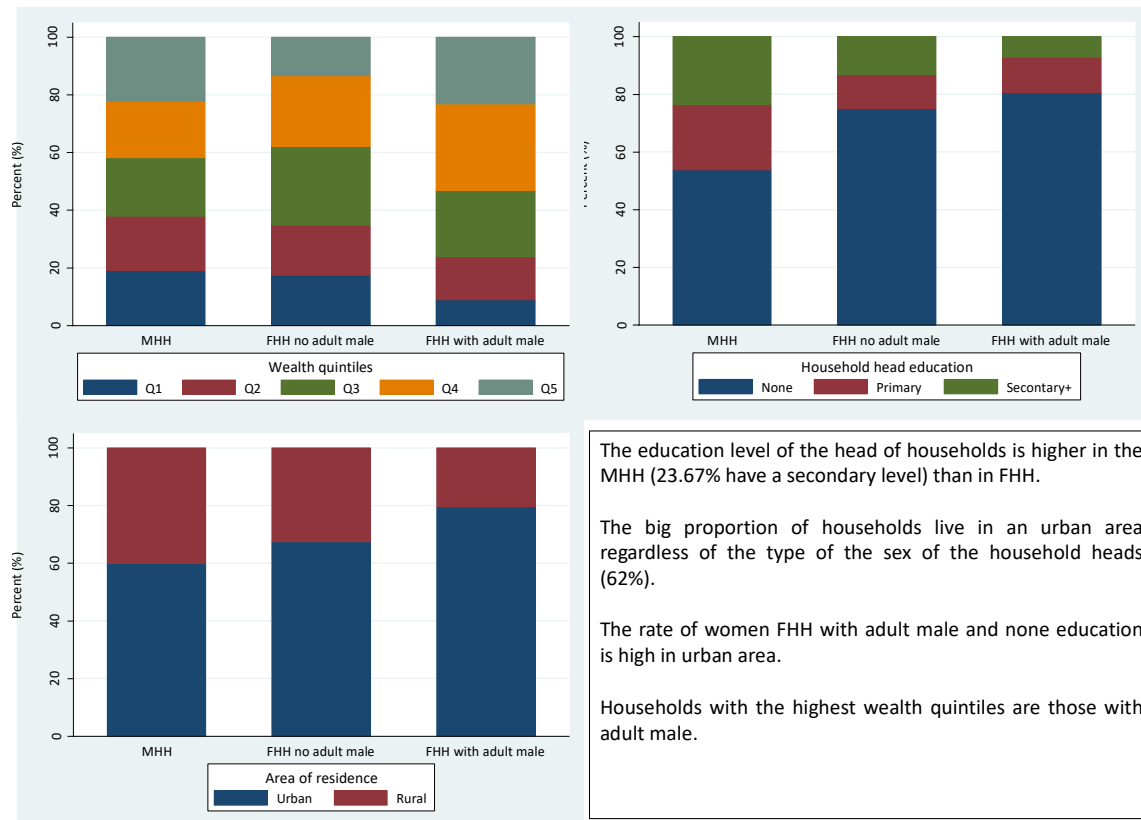 Percent (%)
100
80
60
40
20
0
MHH FHH no adult male FHH with adult male
Wealth quintiles
Q1 Q2 Q3 Q4 Q5
Percent (%)
100
80
60
40
20
0
MHH FHH no adult male FHH with adult male
Household head education
None Primary Secontary+
Percent (%)
100
80
60
40
20
0
MHH FHH no adult male FHH with adult male
Area of residence
Urban Rural
The education level of the head of households is higher in the
MHH (23.67% have a secondary level) than in FHH.
The big proportion of households live in an urban area
regardless of the type of the sex of the household heads
(62%).
The rate of women FHH with adult male and none education
is high in urban area.
Households with the highest wealth quintiles are those with
adult male.